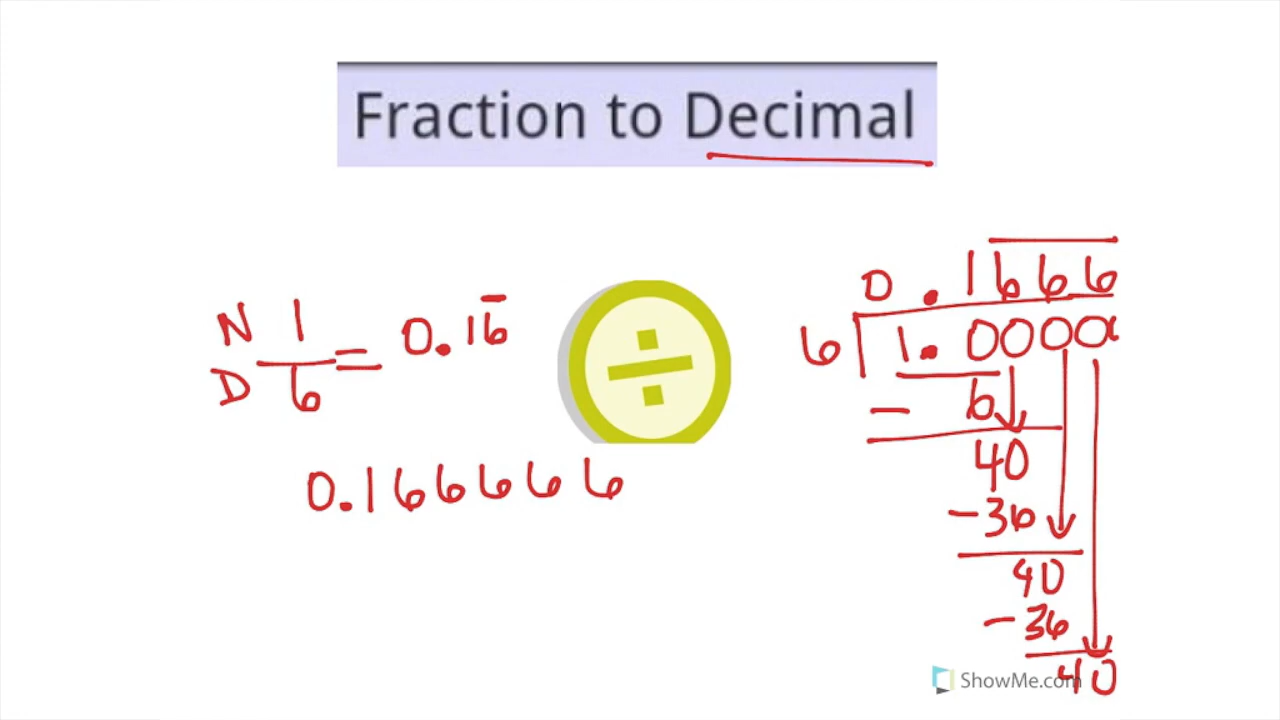 Fraction to Decimal
N 1
D 6
= 0.16̅
0.166666
0.1666
6 1.0000
- 6
40
-36
40
-36
40
ShowMe.com